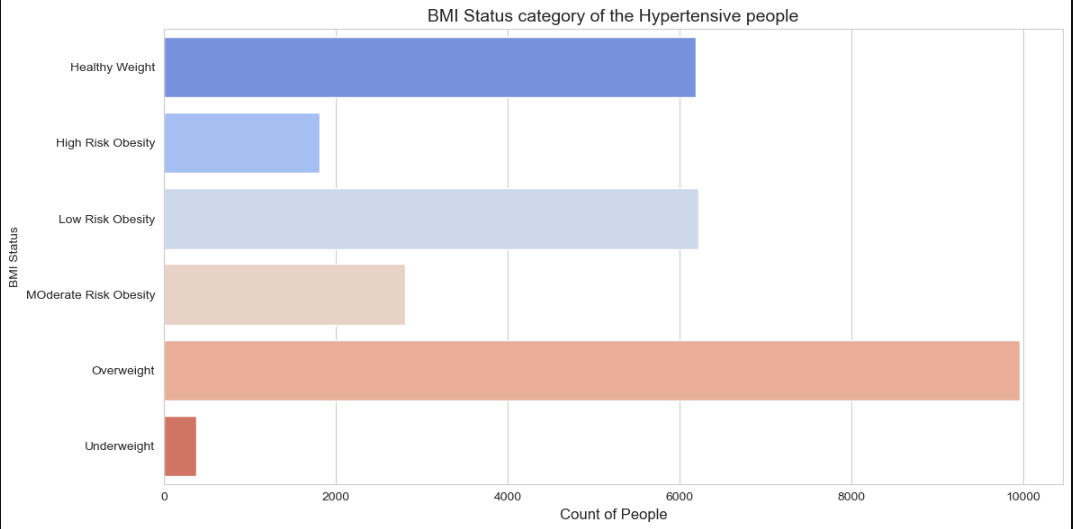 BMI Status category of the Hypertensive people
BMI Status
Healthy Weight
High Risk Obesity
Low Risk Obesity
MOderate Risk Obesity
Overweight
Underweight
0 2000 4000 6000 8000 10000
Count of People